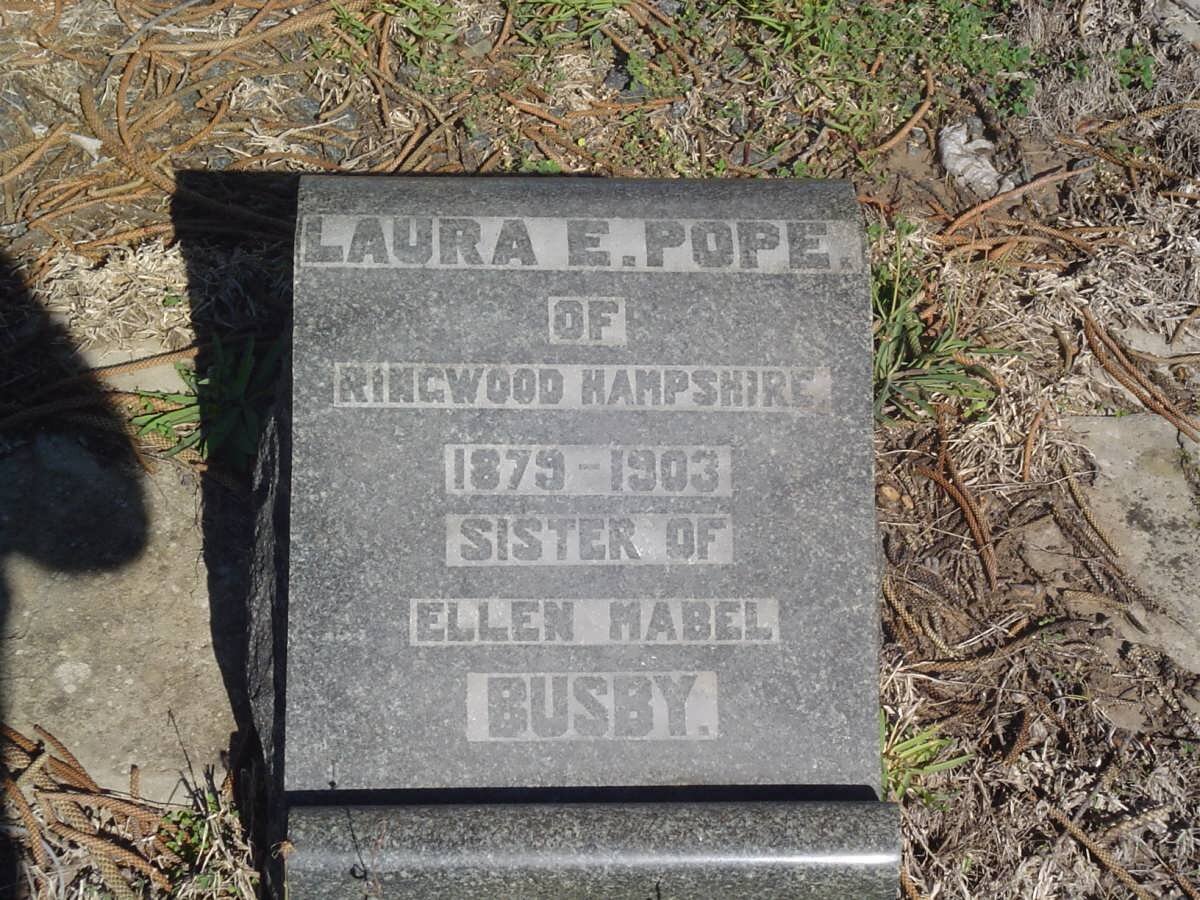 LAURA E. POPE.
OF
RINGWOOD HAMPSHIRE
1879-1903
SISTER OF
ELLEN MABEL
BUSBY.